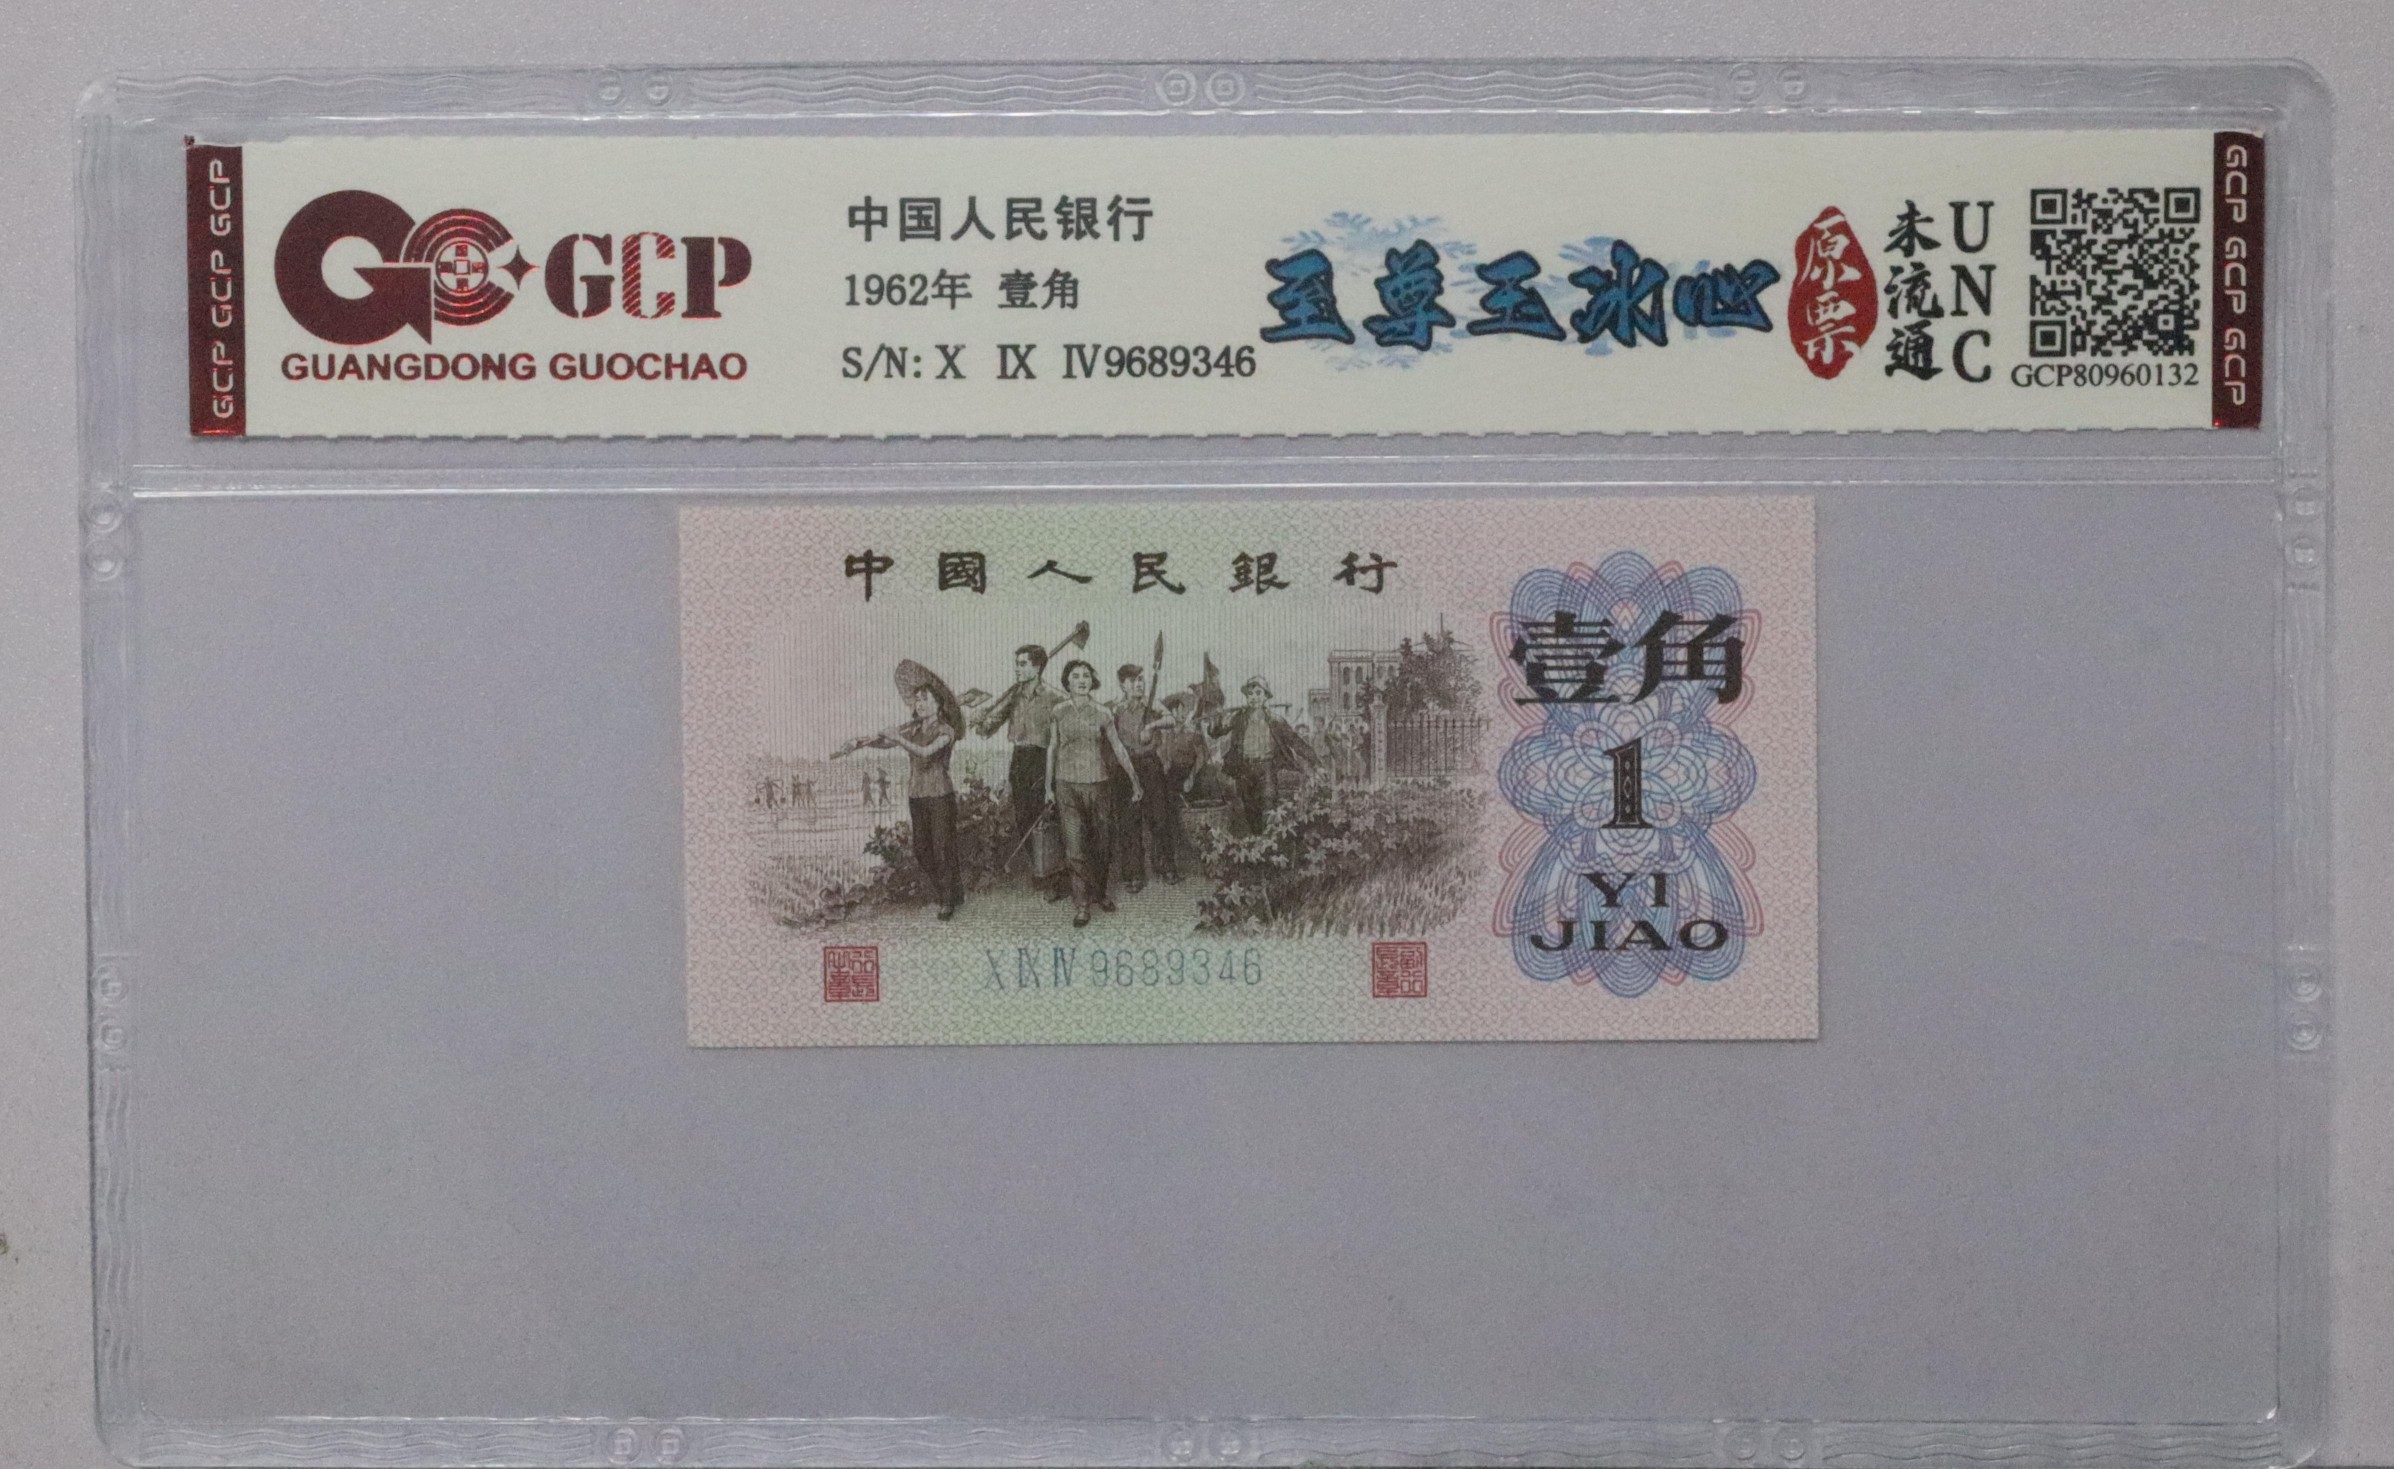 GCP GCP GCP
GCP
GUANGDONG GUOCHAO
中国人民银行
1962年 壹角
S/N: X IX IV9689346
至尊王冰心
原票
未流通
UNC
GCP80960132
GCP GCP GCP
中國人民銀行
壹角
1
YI
JIAO
X IX IV 9689346